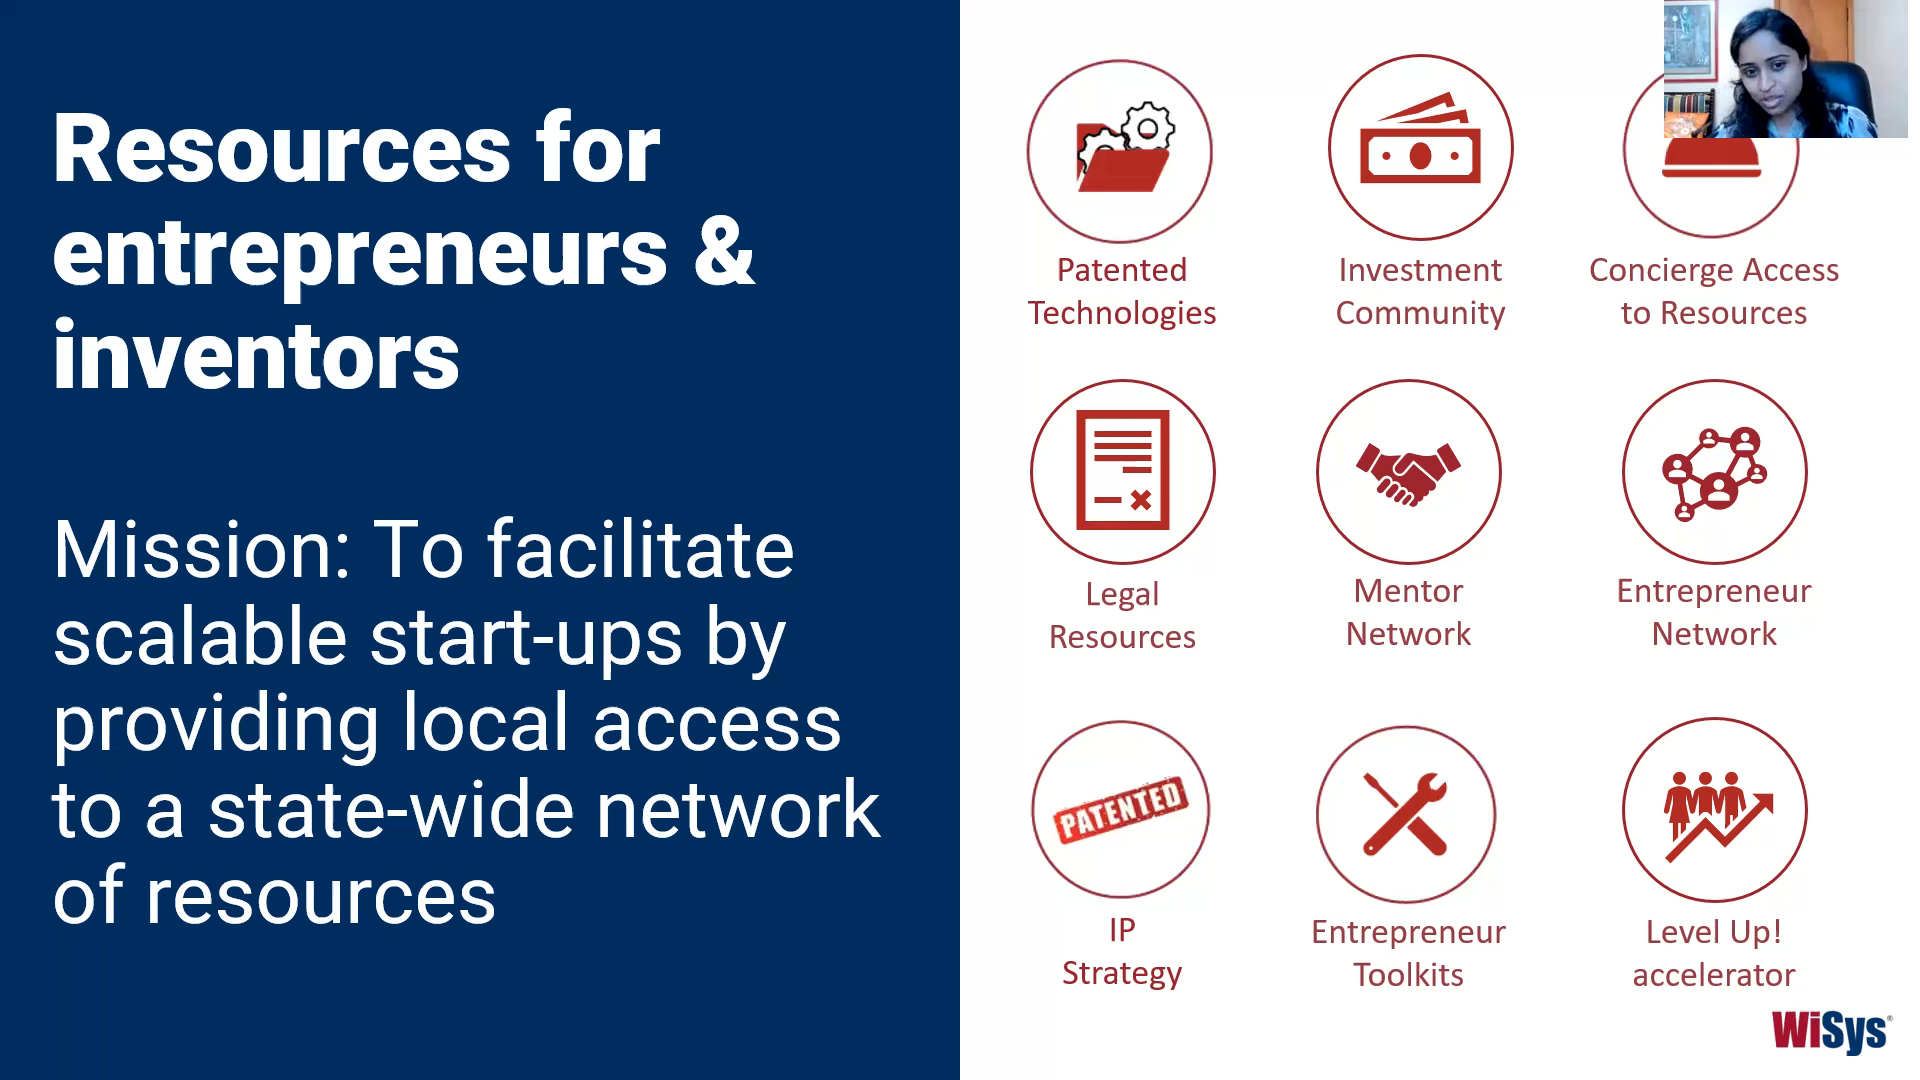 Resources for
entrepreneurs &
inventors
Mission: To facilitate
scalable start-ups by
providing local access
to a state-wide network
of resources
Patented
Technologies
Investment
Community
Concierge Access
to Resources
Legal
Resources
Mentor
Network
Entrepreneur
Network
PATENTED
IP
Strategy
Entrepreneur
Toolkits
Level Up!
accelerator
WiSys®